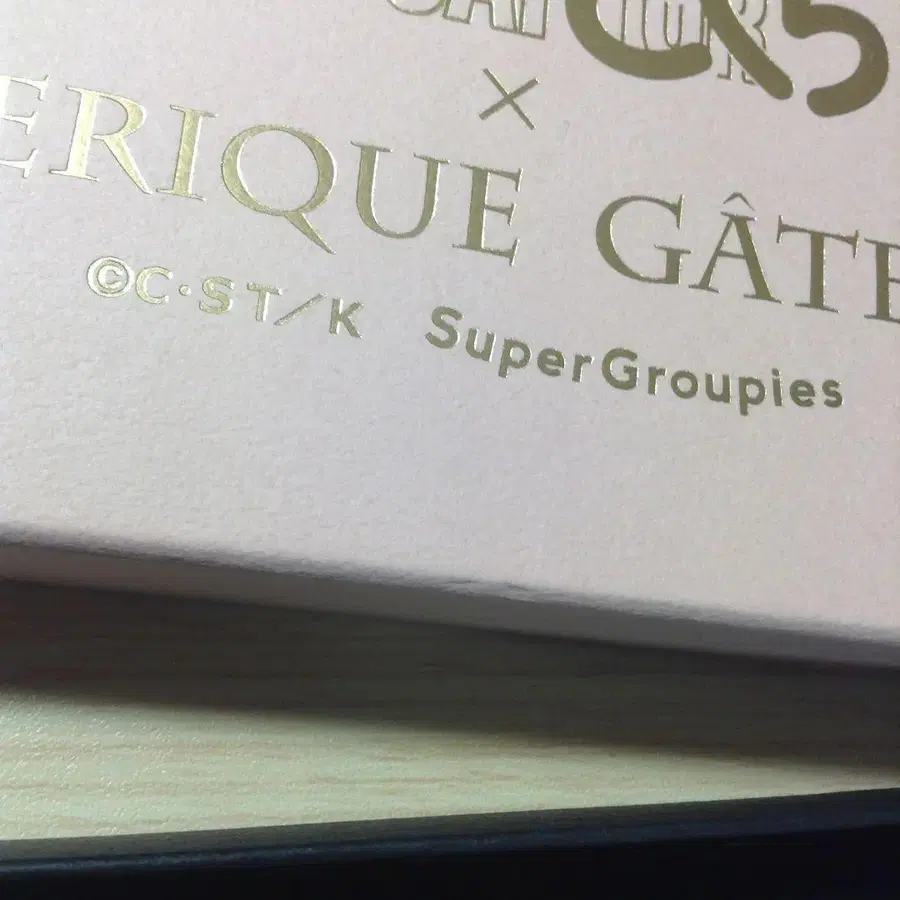 ×
ERIQUE GÂTE
©C・ST/K SuperGroupies